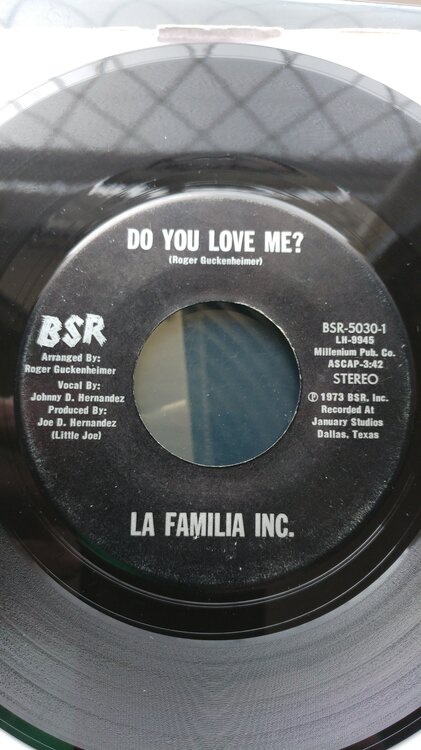 DO YOU LOVE ME?
(Roger Guckenheimer)
BSR
Arranged By:
Roger Guckenheimer
Vocal By:
Johnny D. Hernandez
Produced By:
Joe D. Hernandez
(Little Joe)
BSR-5030-1
LH-9945
Millenium Pub. Co.
ASCAP-3:42
STEREO
Ⓟ 1973 BSR, Inc.
Recorded At
January Studios
Dallas, Texas
LA FAMILIA INC.